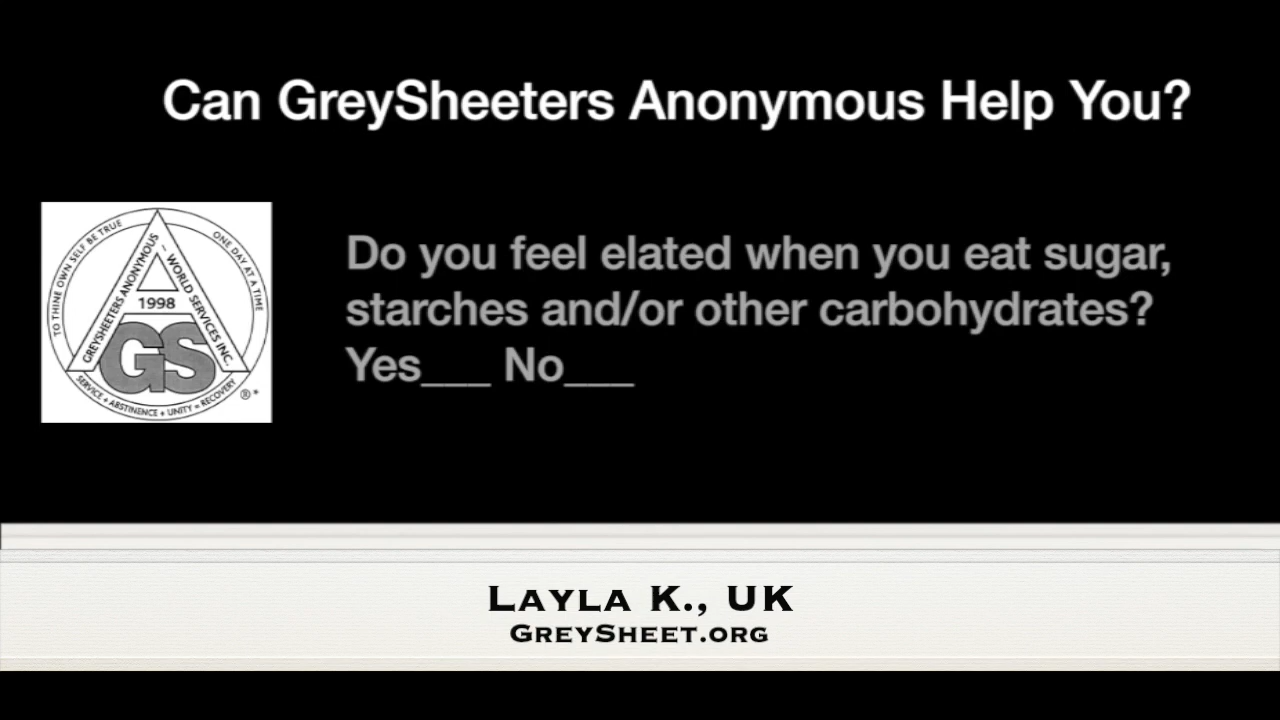 Can GreySheeters Anonymous Help You?
TO THINE OWN SELF BE TRUE
ONE DAY AT A TIME
GREYSHEETERS ANONYMOUS – WORLD SERVICES INC.
1998
GS
SERVICE + ABSTINENCE + UNITY = RECOVERY
®*
Do you feel elated when you eat sugar,
starches and/or other carbohydrates?
Yes___ No___
LAYLA K., UK
GREYSHEET.ORG